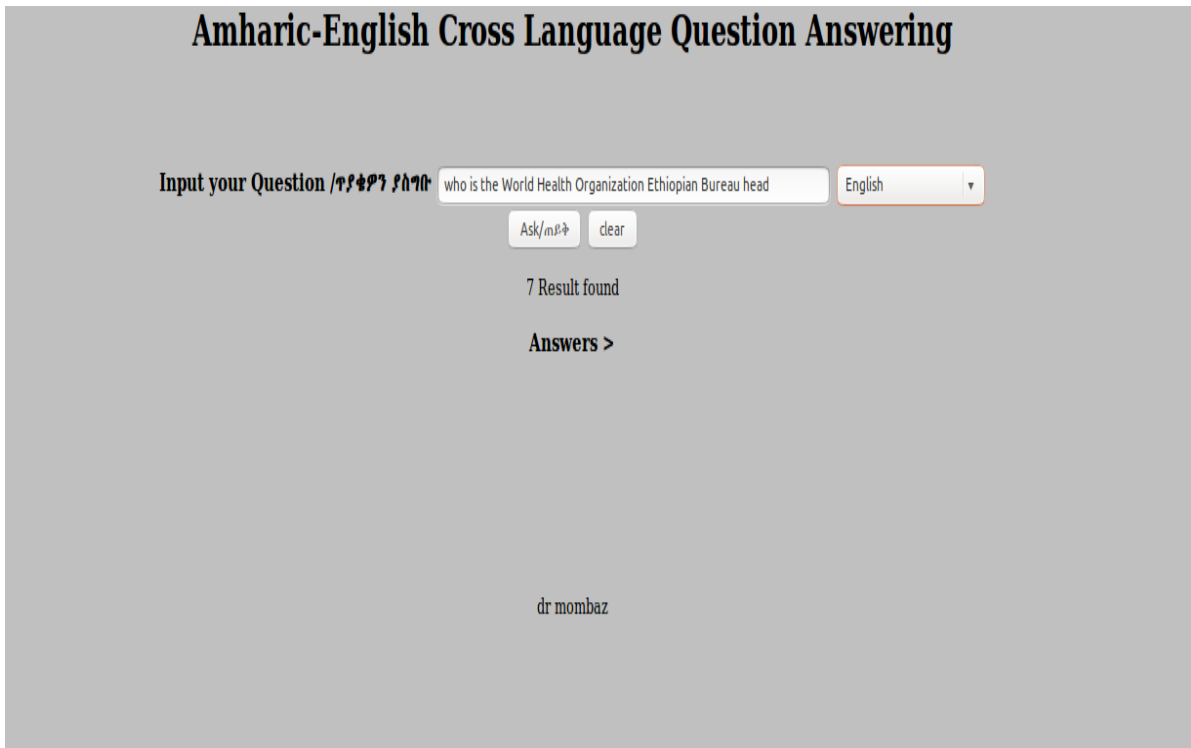 Amharic-English Cross Language Question Answering
Input your Question /ጥያቄዎን ያስገቡ who is the World Health Organization Ethiopian Bureau head English
Ask/ጠይቅ clear
7 Result found
Answers >
dr mombaz